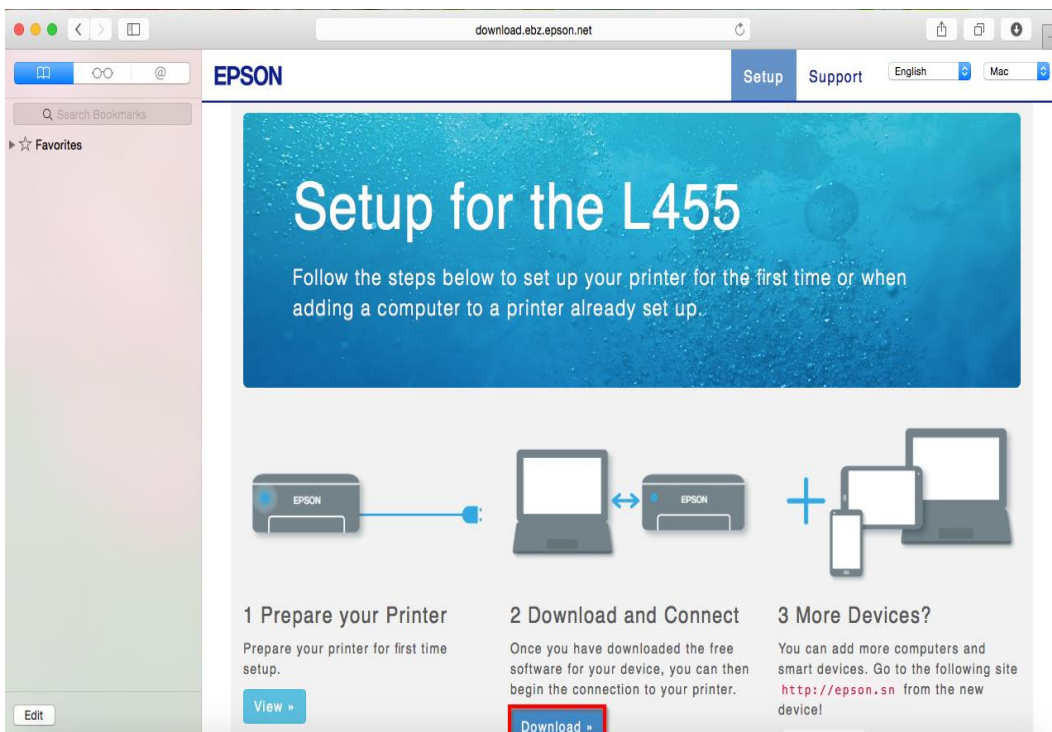 download.ebz.epson.net
@
Search Bookmarks
Favorites
Edit
EPSON
Setup
Support
English
Mac
Setup for the L455
Follow the steps below to set up your printer for the first time or when
adding a computer to a printer already set up.
EPSON
EPSON
1 Prepare your Printer
Prepare your printer for first time
setup.
View »
2 Download and Connect
Once you have downloaded the free
software for your device, you can then
begin the connection to your printer.
Download »
3 More Devices?
You can add more computers and
smart devices. Go to the following site
http://epson.sn from the new
device!